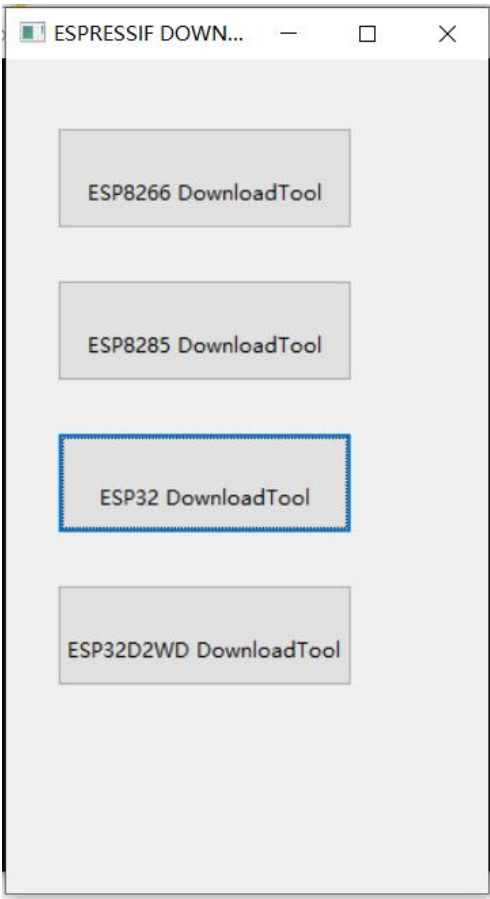 ESPRESSIF DOWN...
ESP8266 DownloadTool
ESP8285 DownloadTool
ESP32 DownloadTool
ESP32D2WD DownloadTool